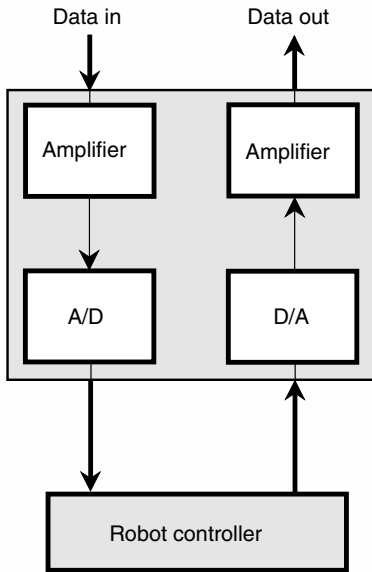 Data in
Data out
Amplifier
Amplifier
A/D
D/A
Robot controller